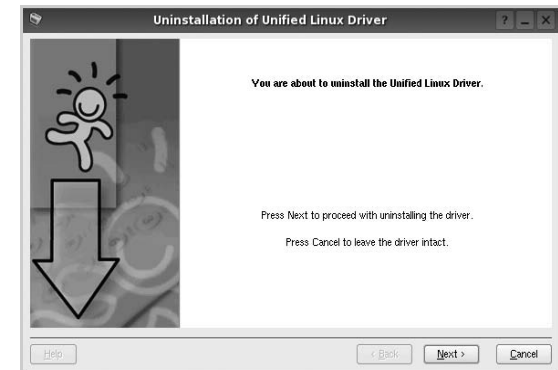 Uninstallation of Unified Linux Driver
You are about to uninstall the Unified Linux Driver.
Press Next to proceed with uninstalling the driver.
Press Cancel to leave the driver intact.
Help
< Back
Next >
Cancel